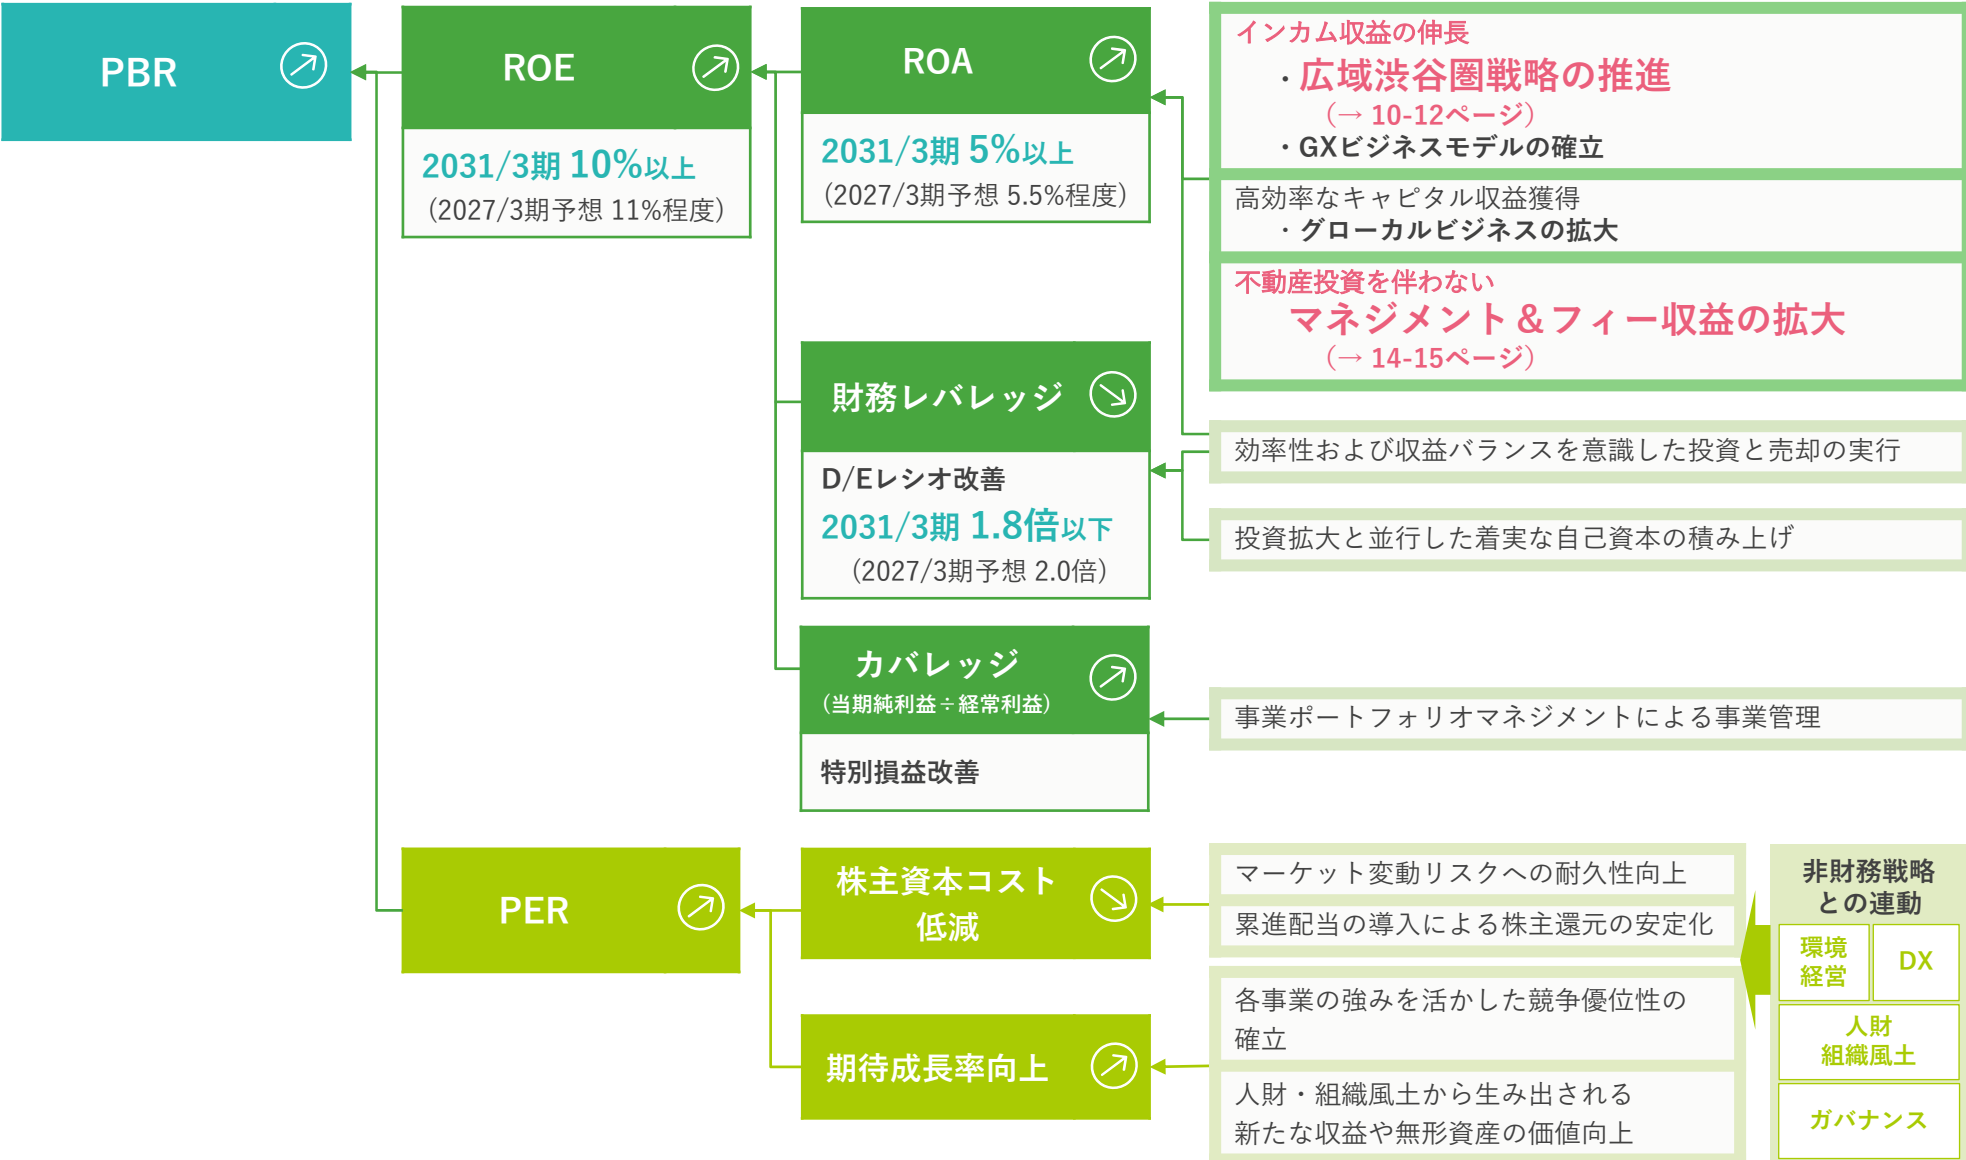 PBR
ROE
2031/3期 10%以上
（2027/3期予想 11%程度）
ROA
2031/3期 5%以上
（2027/3期予想 5.5%程度）
インカム収益の伸長
・広域渋谷圏戦略の推進
（→ 10-12ページ）
・GXビジネスモデルの確立
高効率なキャピタル収益獲得
・グローカルビジネスの拡大
不動産投資を伴わない
マネジメント＆フィー収益の拡大
（→ 14-15ページ）
財務レバレッジ
D/Eレシオ改善
2031/3期 1.8倍以下
（2027/3期予想 2.0倍）
効率性および収益バランスを意識した投資と売却の実行
投資拡大と並行した着実な自己資本の積み上げ
カバレッジ
（当期純利益÷経常利益）
特別損益改善
事業ポートフォリオマネジメントによる事業管理
PER
株主資本コスト
低減
マーケット変動リスクへの耐久性向上
累進配当の導入による株主還元の安定化
期待成長率向上
各事業の強みを活かした競争優位性の
確立
人財・組織風土から生み出される
新たな収益や無形資産の価値向上
非財務戦略
との連動
環境
経営
DX
人財
組織風土
ガバナンス